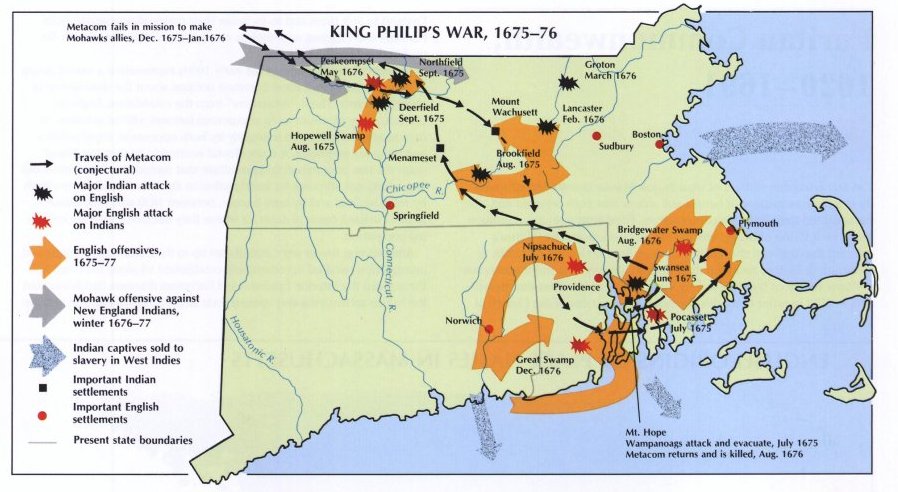 Metacom fails in mission to make
Mohawks allies, Dec. 1675-Jan.1676
KING PHILIP'S WAR, 1675-76
Peskeompset
May 1676
Northfield
Sept. 1675
Groton
March 1676
Deerfield
Sept. 1675
Mount
Wachusett
Lancaster
Feb. 1676
Hopewell Swamp
Aug. 1675
Sudbury
Boston
Menameset
Brookfield
Aug. 1675
Chicopee R.
Springfield
Travels of Metacom
(conjectural)
Major Indian attack
on English
Major English attack
on Indians
English offensives,
1675-77
Mohawk offensive against
New England Indians,
winter 1676-77
Indian captives sold to
slavery in West Indies
Important Indian
settlements
Important English
settlements
Present state boundaries
Connecticut R.
Housatonic R.
Nipsachuck
July 1676
Bridgewater Swamp
Aug. 1676
Plymouth
Swansea
June 1675
Providence
Pocasset
July 1675
Norwich
Great Swamp
Dec. 1676
Mt. Hope
Wampanoags attack and evacuate, July 1675
Metacom returns and is killed, Aug. 1676